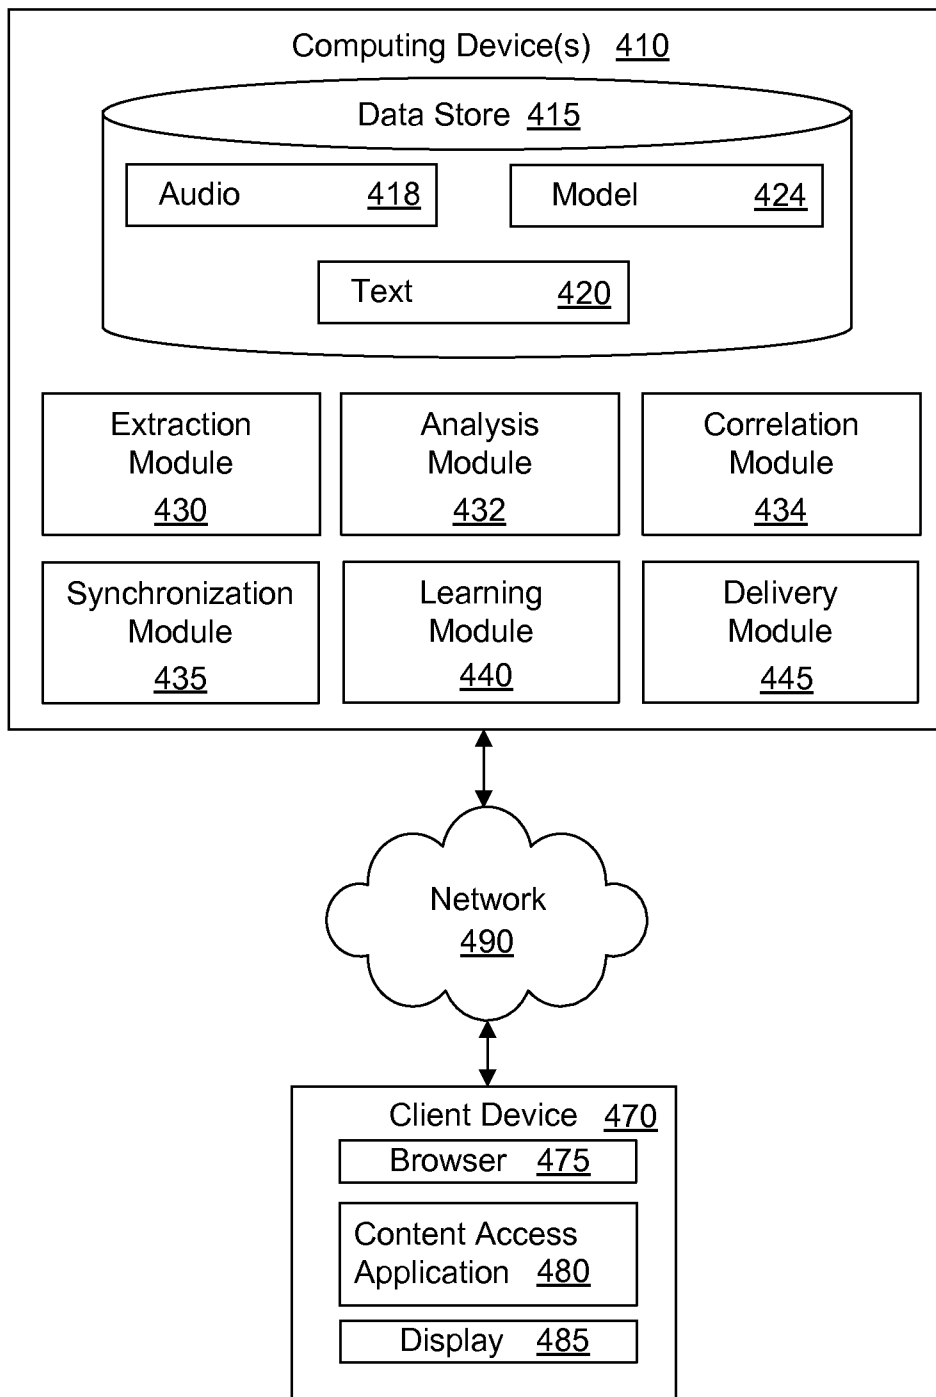 Computing Device(s) 410
Data Store 415
Audio 418
Model 424
Text 420
Extraction
Module
430
Analysis
Module
432
Correlation
Module
434
Synchronization
Module
435
Learning
Module
440
Delivery
Module
445
Network
490
Client Device 470
Browser 475
Content Access
Application 480
Display 485